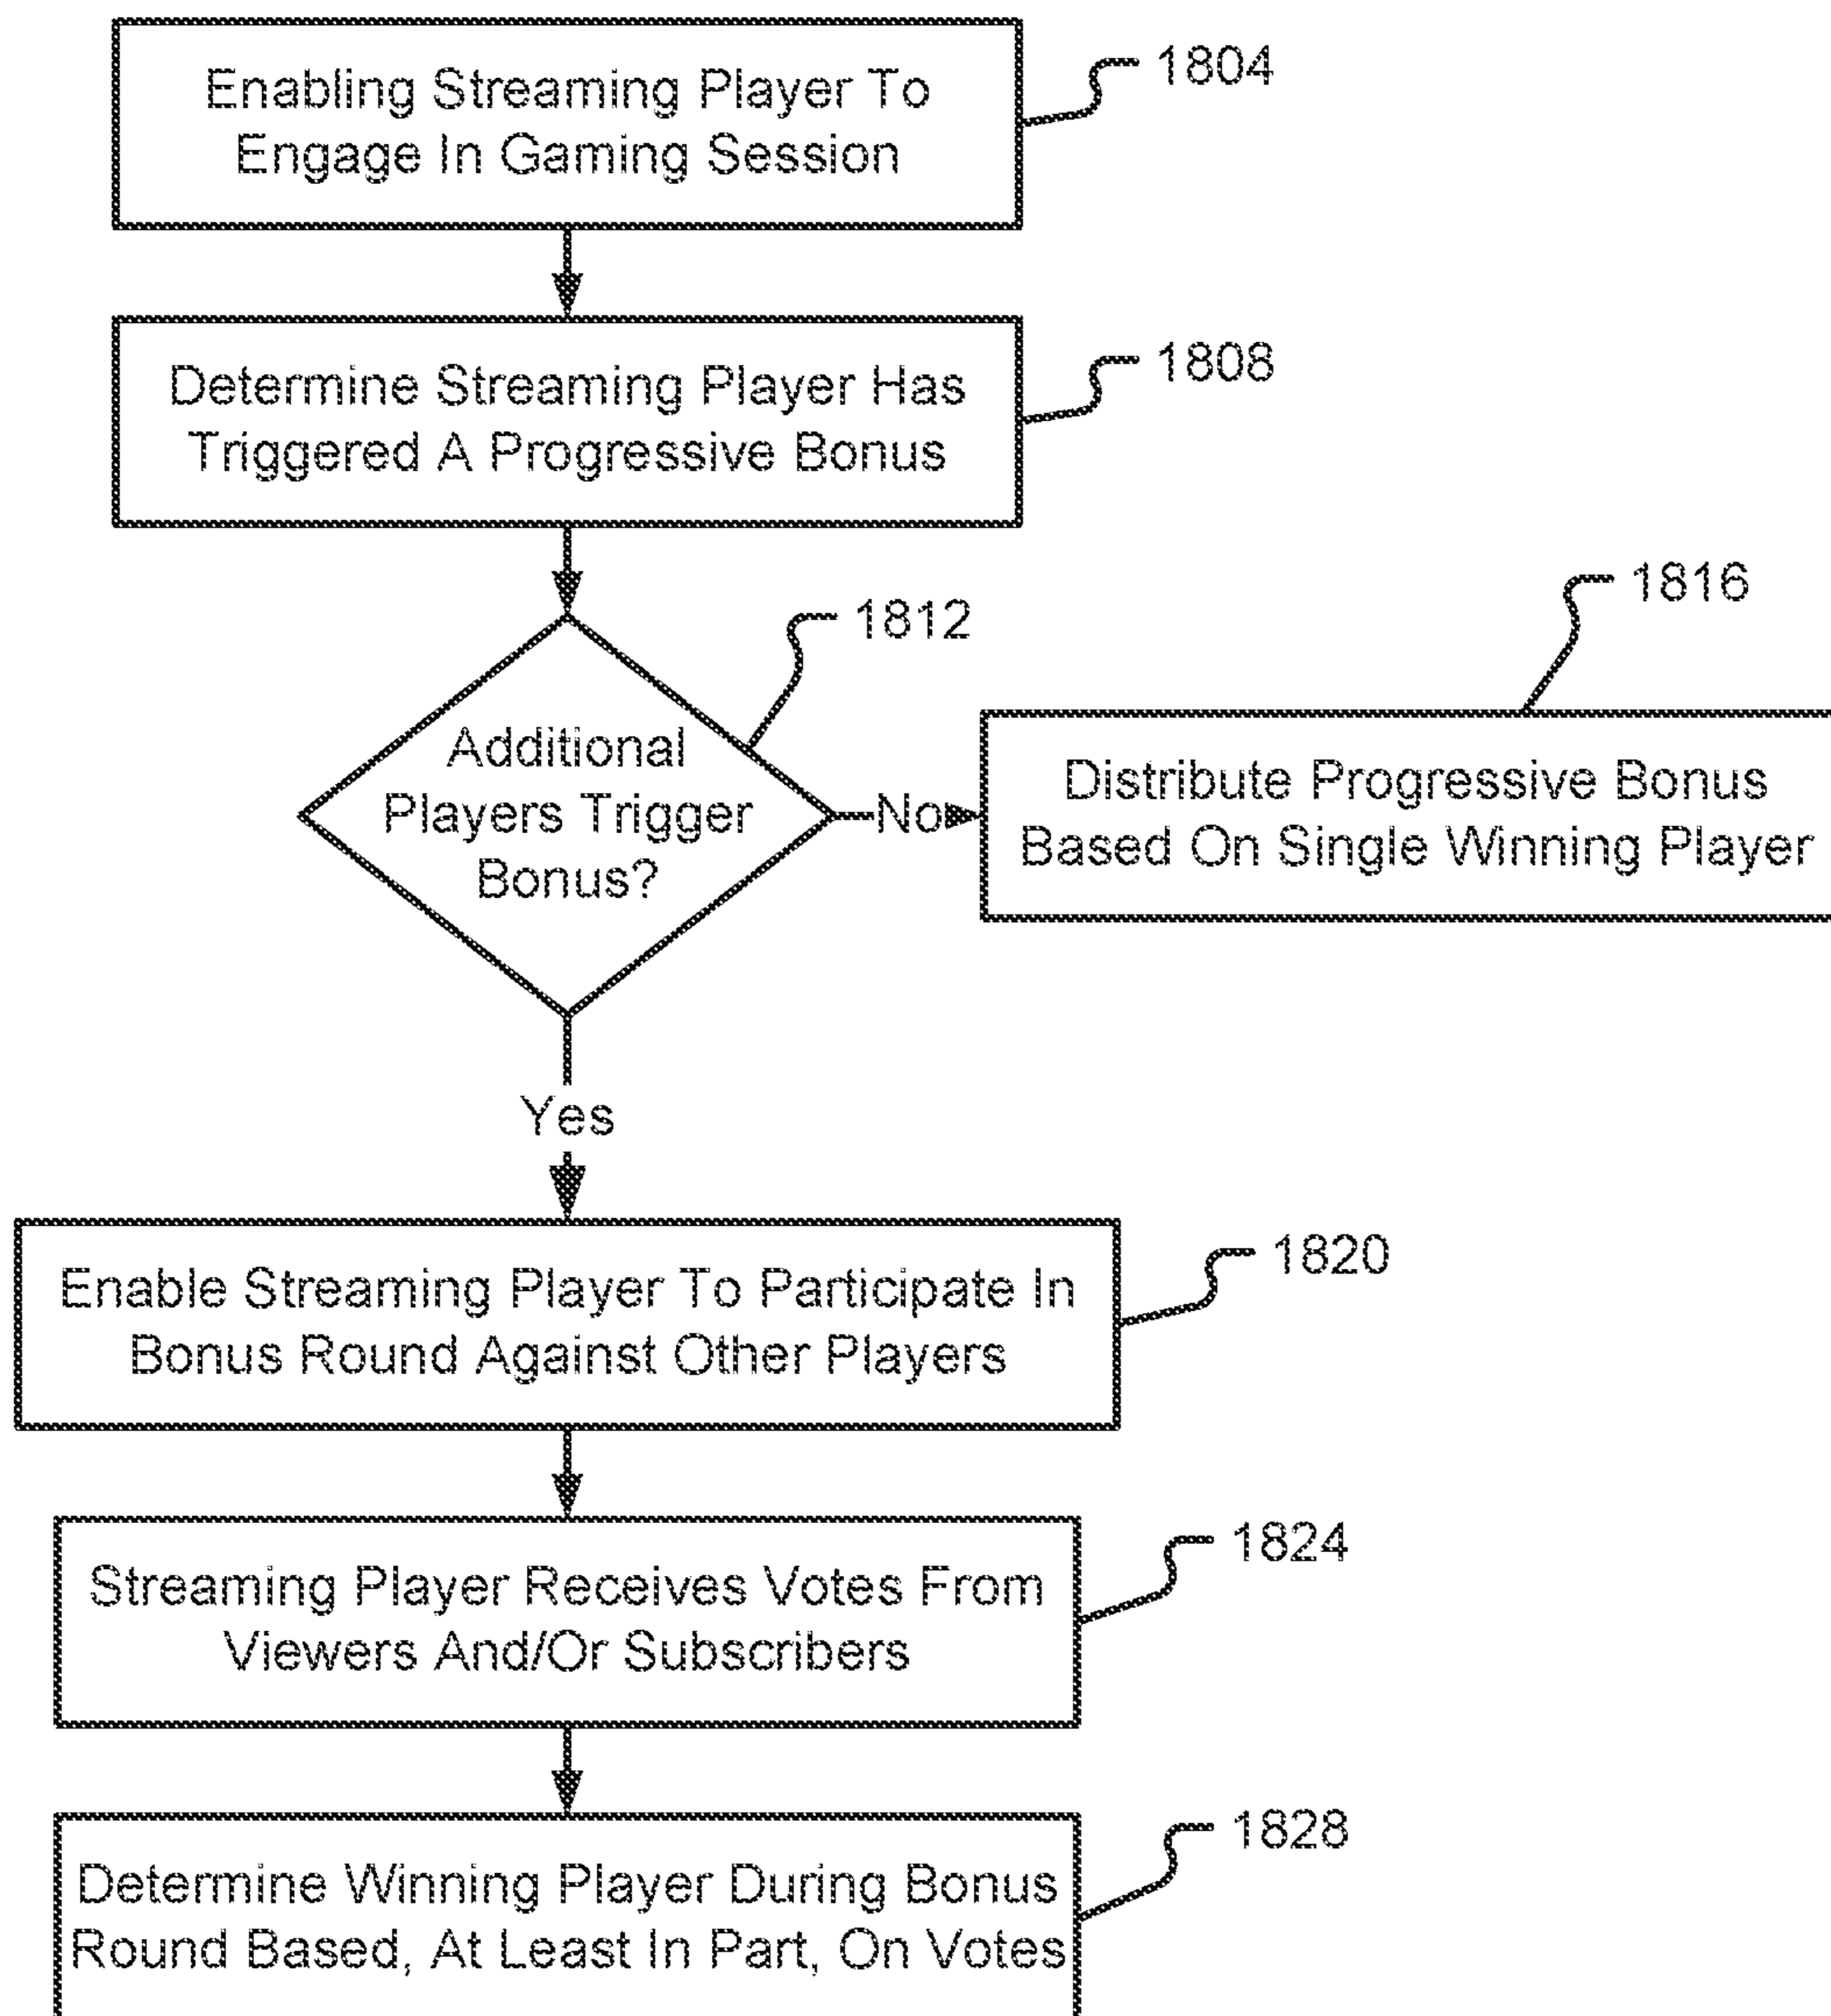 Enabling Streaming Player To
Engage In Gaming Session
1804
Determine Streaming Player Has
Triggered A Progressive Bonus
1808
1812
Additional
Players Trigger
Bonus?
No
1816
Distribute Progressive Bonus
Based On Single Winning Player
Yes
Enable Streaming Player To Participate In
Bonus Round Against Other Players
1820
Streaming Player Receives Votes From
Viewers And/Or Subscribers
1824
Determine Winning Player During Bonus
Round Based, At Least In Part, On Votes
1828